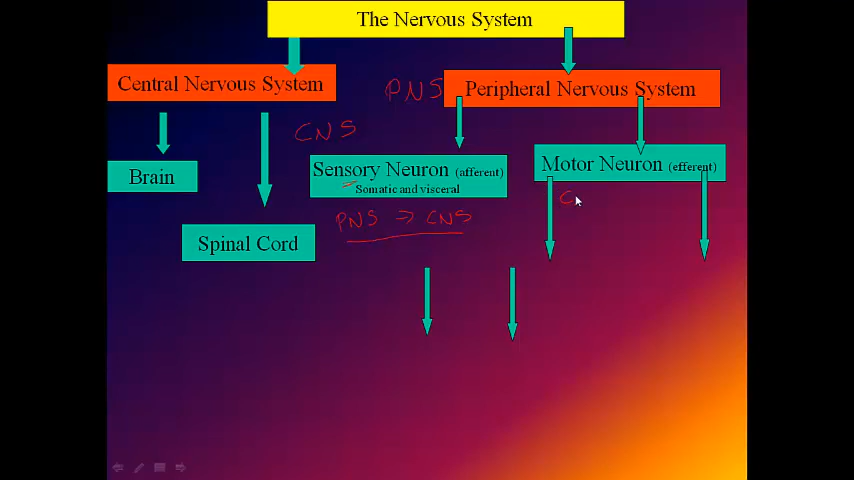 The Nervous System
Central Nervous System
PNS
Peripheral Nervous System
CNS
Brain
Sensory Neuron (afferent)
Somatic and visceral
Motor Neuron (efferent)
PNS → CNS
C
Spinal Cord